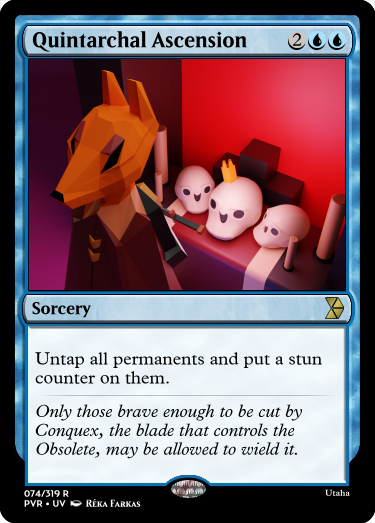 Quintarchal Ascension 2
Sorcery
Untap all permanents and put a stun
counter on them.
Only those brave enough to be cut by
Conquex, the blade that controls the
Obsolete, may be allowed to wield it.
074/319 R
PVR • UV Réka Farkas
Utaha